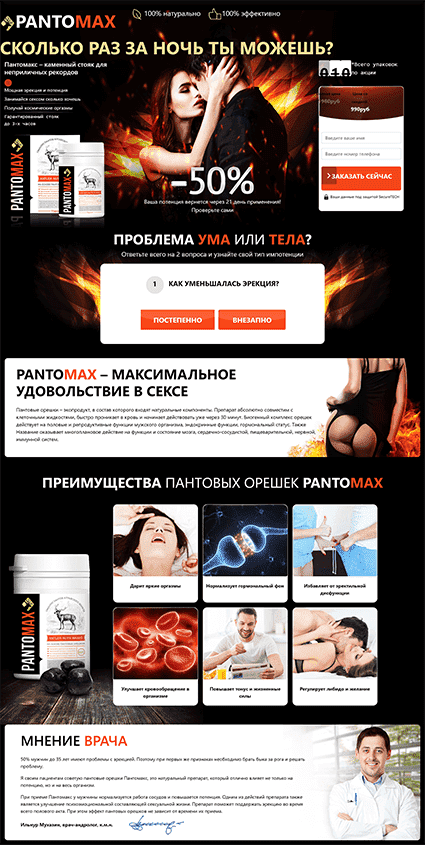 PANTOMAX
100% натурально
100% эффективно
СКОЛЬКО РАЗ ЗА НОЧЬ ТЫ МОЖЕШЬ?
Пантомакс – каменный стояк для
неприличных рекордов
Мощная эрекция и потенция
Занимайся сексом сколько хочешь
Получай космические оргазмы
Гарантированный стояк
до 3-х часов
*Всего упаковок
по акции
990руб
Введите ваше имя
Введите номер телефона
ЗАКАЗАТЬ СЕЙЧАС
Ваши данные под защитой SecureTECH
PANTOMAX
PANTOMAX
–50%
Ваша потенция вернется через 21 день применения!
Проверьте сами
ПРОБЛЕМА УМА ИЛИ ТЕЛА?
Ответьте всего на 2 вопроса и узнайте свой тип импотенции
1 КАК УМЕНЬШАЛАСЬ ЭРЕКЦИЯ?
ПОСТЕПЕННО
ВНЕЗАПНО
PANTOMAX – МАКСИМАЛЬНОЕ
УДОВОЛЬСТВИЕ В СЕКСЕ
Пантовые орешки – экопродукт, в состав которого входят натуральные компоненты. Препарат абсолютно совместим с
клеточными жидкостями, быстро проникает в кровь и начинает действовать уже через 30 минут. Биогенный комплекс орешек
действует на половые и репродуктивные функции мужского организма, эндокринные функции, гормональный статус. Также
Название оказывает многоплановое действие на функции и состояние мозга, сердечно-сосудистой, пищеварительной, нервной,
иммунной систем.
ПРЕИМУЩЕСТВА ПАНТОВЫХ ОРЕШЕК PANTOMAX
PANTOMAX
Дарит яркие оргазмы
Нормализует гормональный фон
Избавляет от эректильной
дисфункции
Улучшает кровообращение в
организме
Повышает тонус и жизненные
силы
Регулирует либидо и желание
МНЕНИЕ ВРАЧА
50% мужчин до 35 лет имеют проблемы с эрекцией. Поэтому при первых же признаках необходимо брать быка за рога и решать
проблему.
Я своим пациентам советую пантовые орешки Пантомакс, это натуральный препарат, который отлично влияет не только на
потенцию, но и на весь организм.
При приеме Пантомакс у мужчины нормализуется работа сосудов и повышается потенция. Одним из действий препарата также
является улучшение психоэмоциональной составляющей сексуальной жизни. Препарат поможет поддержать эрекцию во время
всего полового акта. При этом эффект пантовых орешков не зависит от времени их приема.
Ильнур Мухазин, врач-андролог, к.м.н.